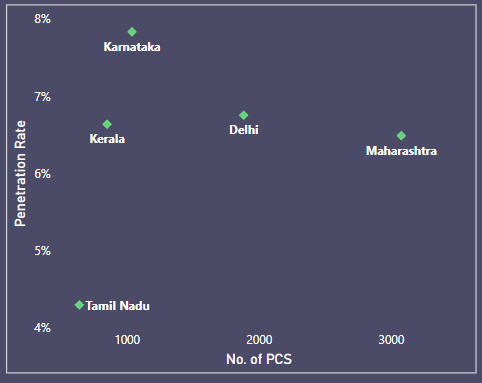 8%
Karnataka
7%
Kerala
Delhi
Maharashtra
6%
Penetration Rate
5%
Tamil Nadu
4%
1000 2000 3000
No. of PCS